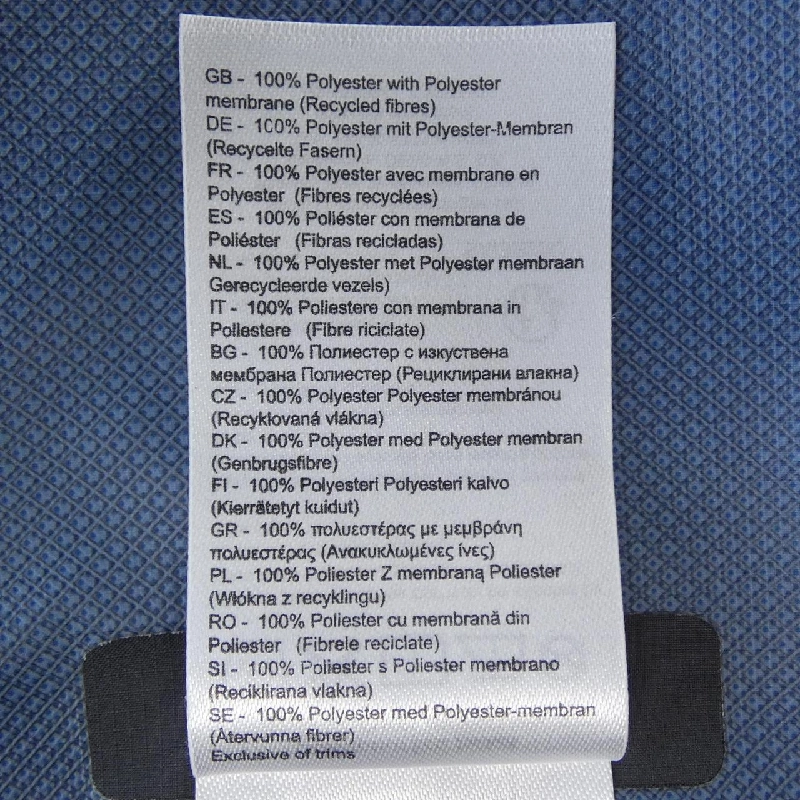 GB - 100% Polyester with Polyester
membrane (Recycled fibres)
DE - 100% Polyester mit Polyester-Membran
(Recycelte Fasern)
FR - 100% Polyester avec membrane en
Polyester (Fibres recyclées)
ES - 100% Poliéster con membrana de
Poliéster (Fibras recicladas)
NL - 100% Polyester met Polyester membraan
Gerecycleerde vezels)
IT - 100% Poliestere con membrana in
Poliestere (Fibre riciclate)
BG - 100% Полиестер с изкуствена
мембрана Полиестер (Рециклирани влакна)
CZ - 100% Polyester Polyester membránou
(Recyklovaná vlákna)
DK - 100% Polyester med Polyester membran
(Genbrugsfibre)
FI - 100% Polyesteri Polyesteri kalvo
(Kierrätetyt kuidut)
GR - 100% πολυεστέρας με μεμβράνη
πολυεστέρας (Ανακυκλωμένες ίνες)
PL - 100% Poliester Z membraną Poliester
(Włókna z recyklingu)
RO - 100% Poliester cu membrană din
Poliester (Fibrele reciclate)
SI - 100% Poliester s Poliester membrano
(Reciklirana vlakna)
SE - 100% Polyester med Polyester-membran
(Återvunna fibrer)
Exclusive of trims